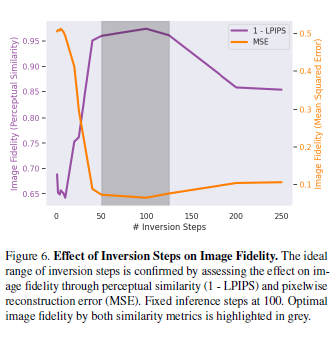 1 - LPIPS
MSE
Image Fidelity (Perceptual Similarity)
0.95
0.90
0.85
0.80
0.75
0.70
0.65
Image Fidelity (Mean Squared Error)
0.5
0.4
0.3
0.2
0.1
0
50
100
150
200
250
# Inversion Steps
Figure 6. Effect of Inversion Steps on Image Fidelity. The ideal
range of inversion steps is confirmed by assessing the effect on im-
age fidelity through perceptual similarity (1 - LPIPS) and pixelwise
reconstruction error (MSE). Fixed inference steps at 100. Optimal
image fidelity by both similarity metrics is highlighted in grey.